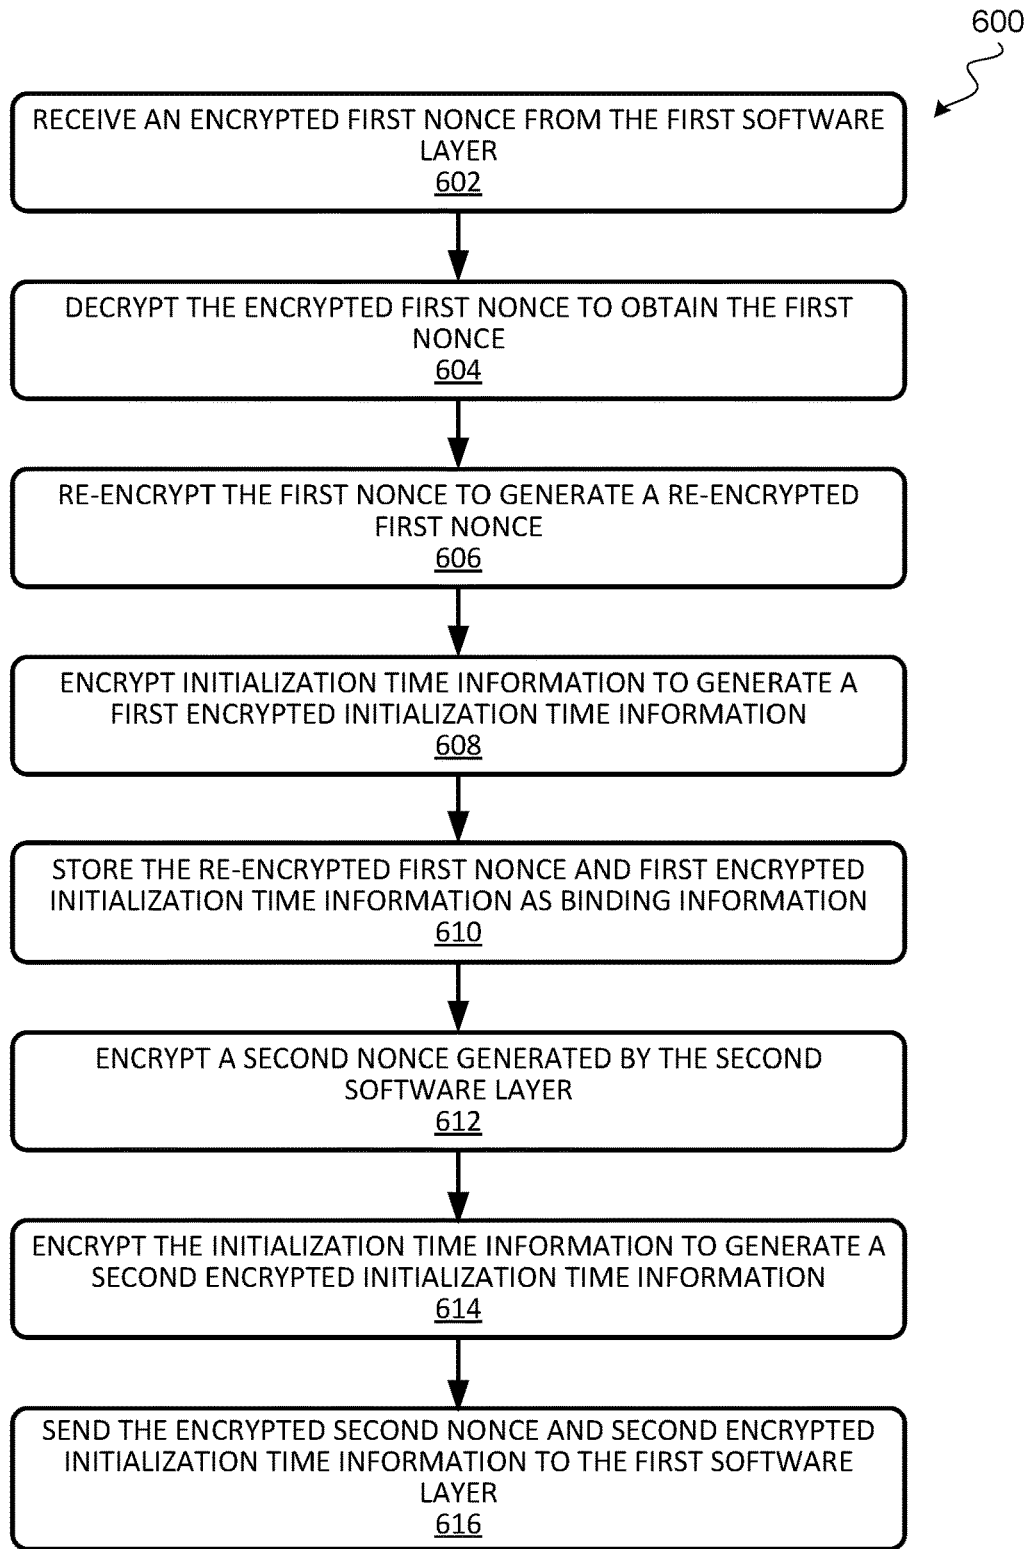 600
RECEIVE AN ENCRYPTED FIRST NONCE FROM THE FIRST SOFTWARE
LAYER
602
DECRYPT THE ENCRYPTED FIRST NONCE TO OBTAIN THE FIRST
NONCE
604
RE-ENCRYPT THE FIRST NONCE TO GENERATE A RE-ENCRYPTED
FIRST NONCE
606
ENCRYPT INITIALIZATION TIME INFORMATION TO GENERATE A
FIRST ENCRYPTED INITIALIZATION TIME INFORMATION
608
STORE THE RE-ENCRYPTED FIRST NONCE AND FIRST ENCRYPTED
INITIALIZATION TIME INFORMATION AS BINDING INFORMATION
610
ENCRYPT A SECOND NONCE GENERATED BY THE SECOND
SOFTWARE LAYER
612
ENCRYPT THE INITIALIZATION TIME INFORMATION TO GENERATE A
SECOND ENCRYPTED INITIALIZATION TIME INFORMATION
614
SEND THE ENCRYPTED SECOND NONCE AND SECOND ENCRYPTED
INITIALIZATION TIME INFORMATION TO THE FIRST SOFTWARE
LAYER
616